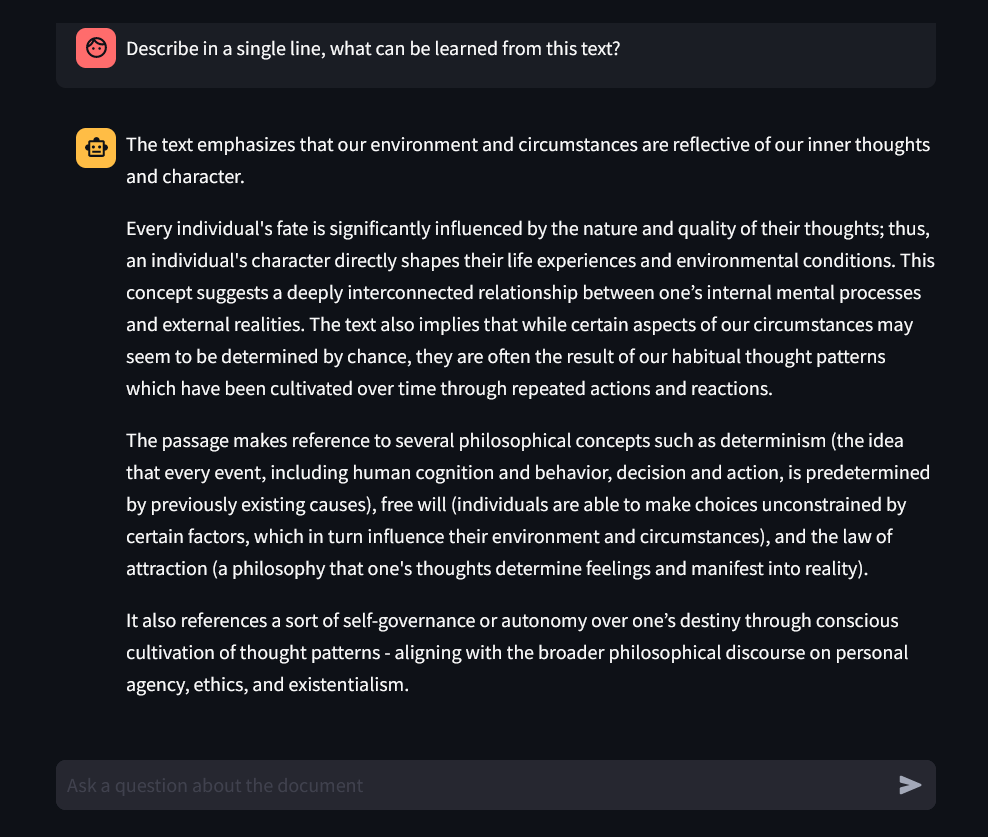 Describe in a single line, what can be learned from this text?
The text emphasizes that our environment and circumstances are reflective of our inner thoughts
and character.
Every individual's fate is significantly influenced by the nature and quality of their thoughts; thus,
an individual's character directly shapes their life experiences and environmental conditions. This
concept suggests a deeply interconnected relationship between one’s internal mental processes
and external realities. The text also implies that while certain aspects of our circumstances may
seem to be determined by chance, they are often the result of our habitual thought patterns
which have been cultivated over time through repeated actions and reactions.
The passage makes reference to several philosophical concepts such as determinism (the idea
that every event, including human cognition and behavior, decision and action, is predetermined
by previously existing causes), free will (individuals are able to make choices unconstrained by
certain factors, which in turn influence their environment and circumstances), and the law of
attraction (a philosophy that one's thoughts determine feelings and manifest into reality).
It also references a sort of self-governance or autonomy over one’s destiny through conscious
cultivation of thought patterns - aligning with the broader philosophical discourse on personal
agency, ethics, and existentialism.
Ask a question about the document